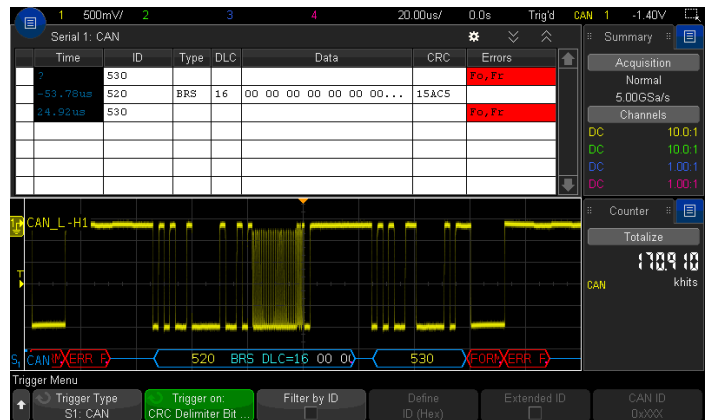 1 500mV/ 2 3 4 20.00us/ 0.0s Trig'd CAN 1 -1.40V
Serial 1: CAN
Time ID Type DLC Data CRC Errors
? 530 Fo,Fr
-53.78us 520 BRS 16 00 00 00 00 00 00 00... 15AC5
24.92us 530 Fo,Fr
Summary
Acquisition
Normal
5.00GSa/s
Channels
DC 10.0:1
DC 10.0:1
DC 1.00:1
DC 1.00:1
CAN_L -H1
T
Counter
Totalize
170.910
CAN khits
S1 CAN ERR F 520 BRS DLC=16 00 0 530 FORM ERR F
Trigger Menu
Trigger Type
S1: CAN
Trigger on:
CRC Delimiter Bit ...
Filter by ID
Define
ID (Hex)
Extended ID
CAN ID
0xXXX